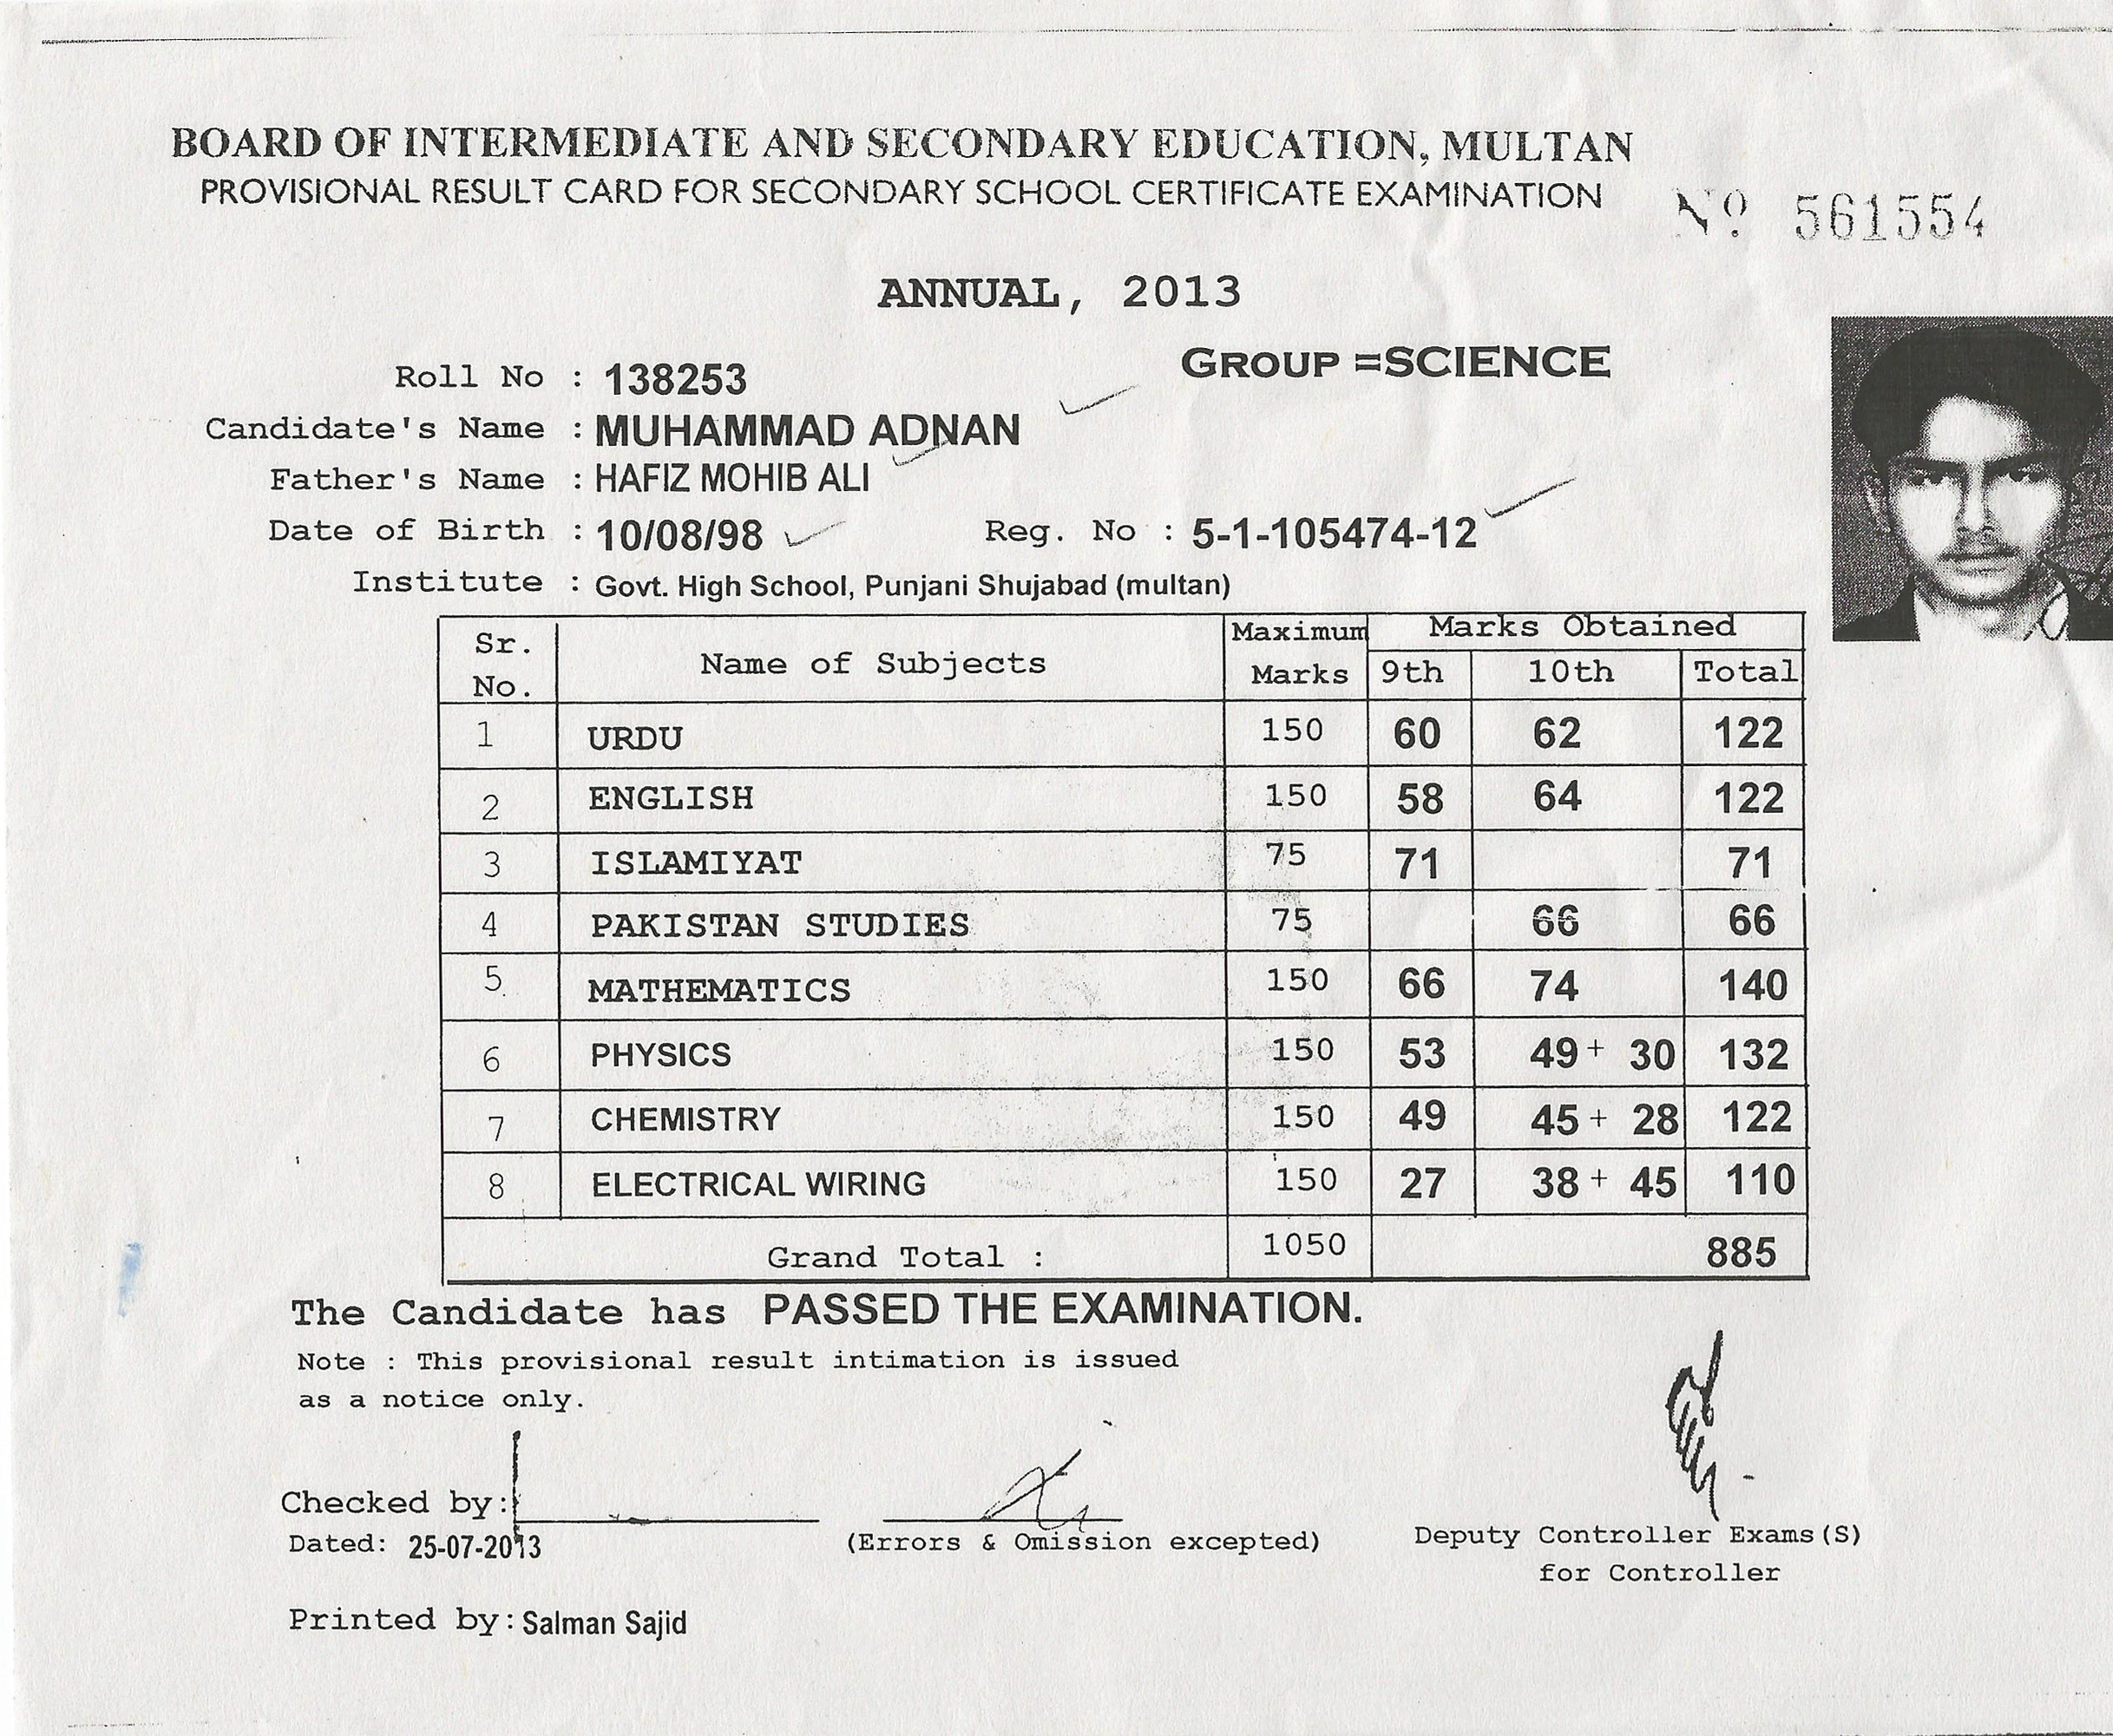 BOARD OF INTERMEDIATE AND SECONDARY EDUCATION, MULTAN
PROVISIONAL RESULT CARD FOR SECONDARY SCHOOL CERTIFICATE EXAMINATION
Nº 561554
ANNUAL, 2013
GROUP =SCIENCE
Roll No : 138253
Candidate's Name : MUHAMMAD ADNAN
Father's Name : HAFIZ MOHIB ALI
Date of Birth : 10/08/98 Reg. No : 5-1-105474-12
Institute : Govt. High School, Punjani Shujabad (multan)
Sr. No. Name of Subjects Maximum Marks Marks Obtained
9th 10th Total
1 URDU 150 60 62 122
2 ENGLISH 150 58 64 122
3 ISLAMIYAT 75 71 71
4 PAKISTAN STUDIES 75 66 66
5 MATHEMATICS 150 66 74 140
6 PHYSICS 150 53 49 + 30 132
7 CHEMISTRY 150 49 45 + 28 122
8 ELECTRICAL WIRING 150 27 38 + 45 110
Grand Total : 1050 885
The Candidate has PASSED THE EXAMINATION.
Note : This provisional result intimation is issued
as a notice only.
Checked by:
Dated: 25-07-2013
(Errors & Omission excepted)
Deputy Controller Exams(S)
for Controller
Printed by: Salman Sajid